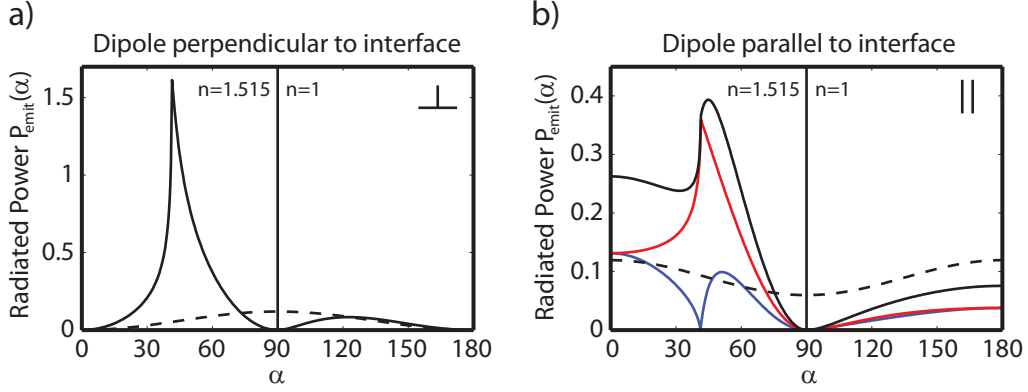 a)
Dipole perpendicular to interface
Radiated Power P_emit(α)
1.5
1
0.5
0
n=1.515
n=1
⊥
0
30
60
90
120
150
180
α
b)
Dipole parallel to interface
Radiated Power P_emit(α)
0.4
0.3
0.2
0.1
0
n=1.515
n=1
||
0
30
60
90
120
150
180
α